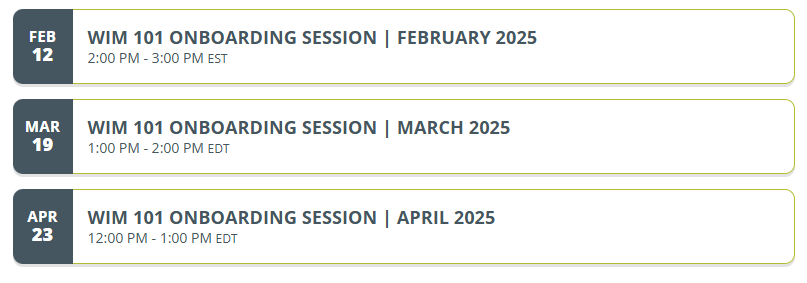 FEB
12
WIM 101 ONBOARDING SESSION | FEBRUARY 2025
2:00 PM - 3:00 PM EST
MAR
19
WIM 101 ONBOARDING SESSION | MARCH 2025
1:00 PM - 2:00 PM EDT
APR
23
WIM 101 ONBOARDING SESSION | APRIL 2025
12:00 PM - 1:00 PM EDT